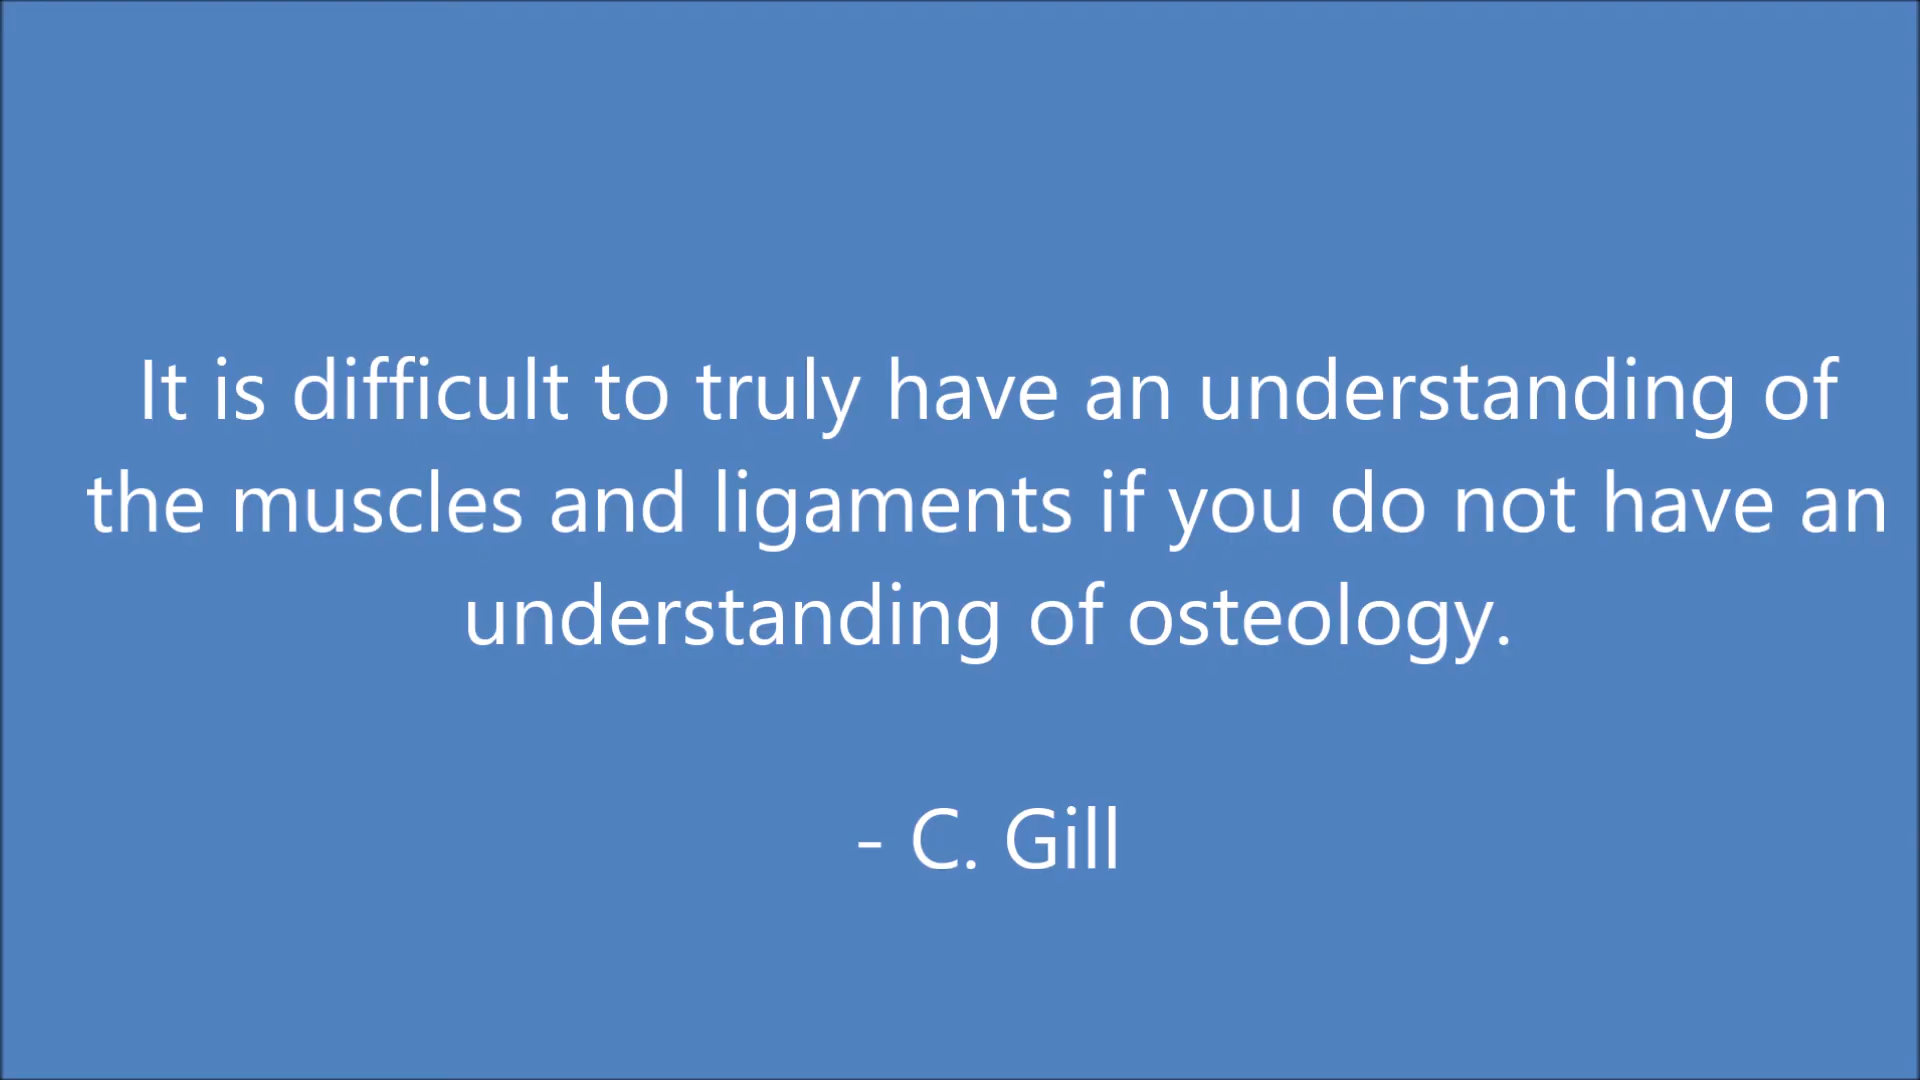 It is difficult to truly have an understanding of
the muscles and ligaments if you do not have an
understanding of osteology.
- C. Gill